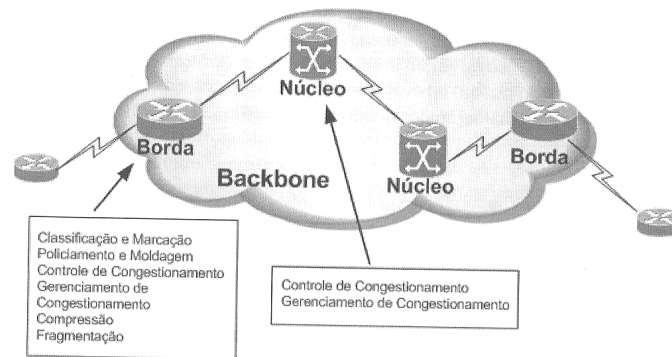 Núcleo
Borda
Núcleo
Borda
Backbone
Classificação e Marcação
Policiamento e Moldagem
Controle de Congestionamento
Gerenciamento de
Congestionamento
Compressão
Fragmentação
Controle de Congestionamento
Gerenciamento de Congestionamento